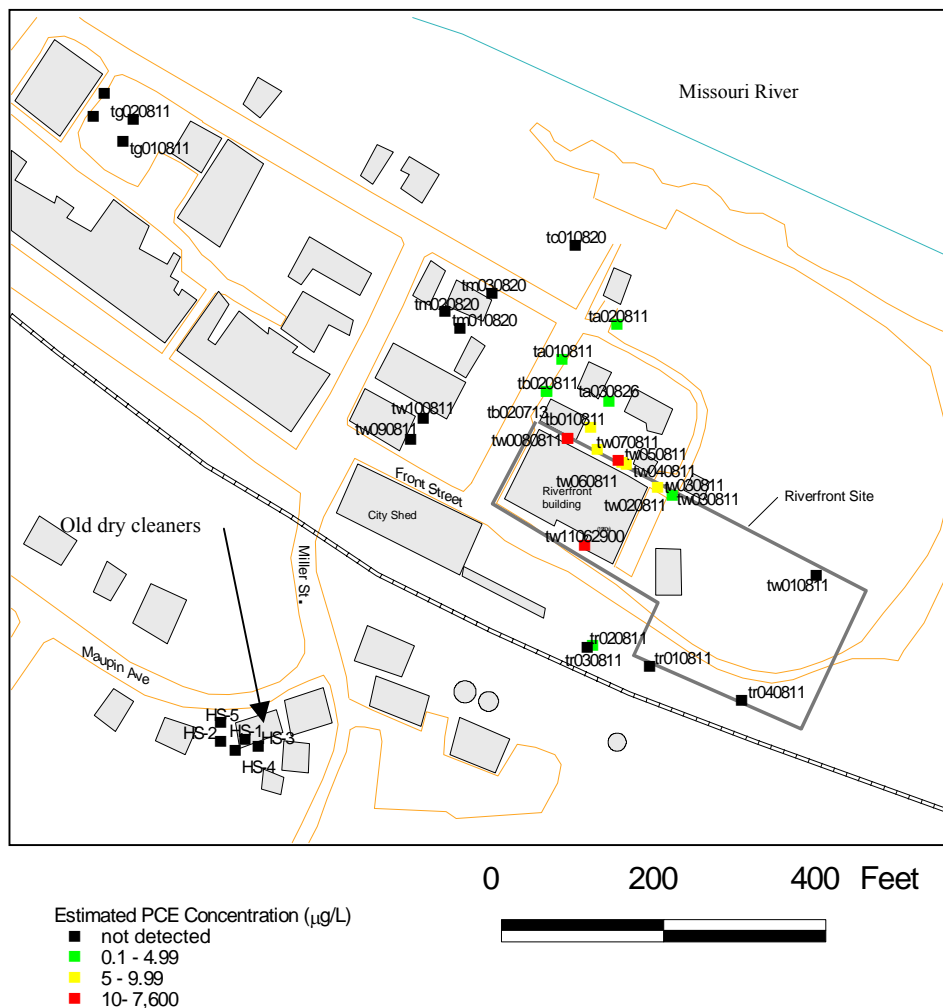 Missouri River
tg020811
tg010811
tc010820
tm030820
tm020820
tm010820
ta020811
ta010811
tb020811
ta030826
tw100811
tb020713
tb010811
tw090811
tw0080811
tw070811
tw050811
tw040811
tw060811
tw030811
tw020811
tw030811
Front Street
Riverfront
building
Riverfront Site
City Shed
Old dry cleaners
tw11062900
Miller St.
tw010811
tr020811
tr030811
tr010811
Maupin Ave
tr040811
HS-5
HS-1
HS-2
HS-3
HS-4
0 200 400 Feet
Estimated PCE Concentration (µg/L)
not detected
0.1 - 4.99
5 - 9.99
10- 7,600